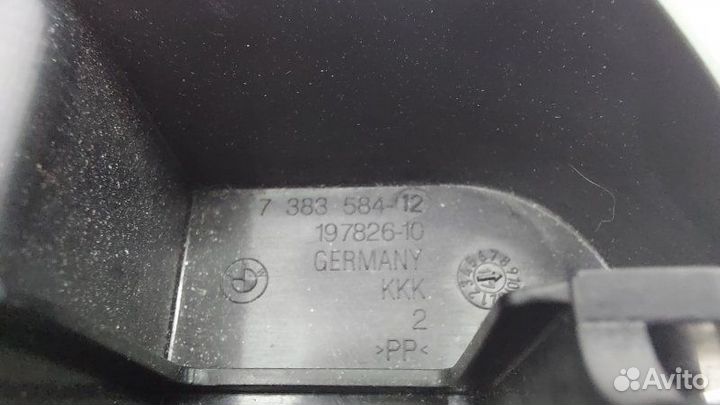 7 383 584-12
197826-10
GERMANY
KKK
2
>PP<
Avito